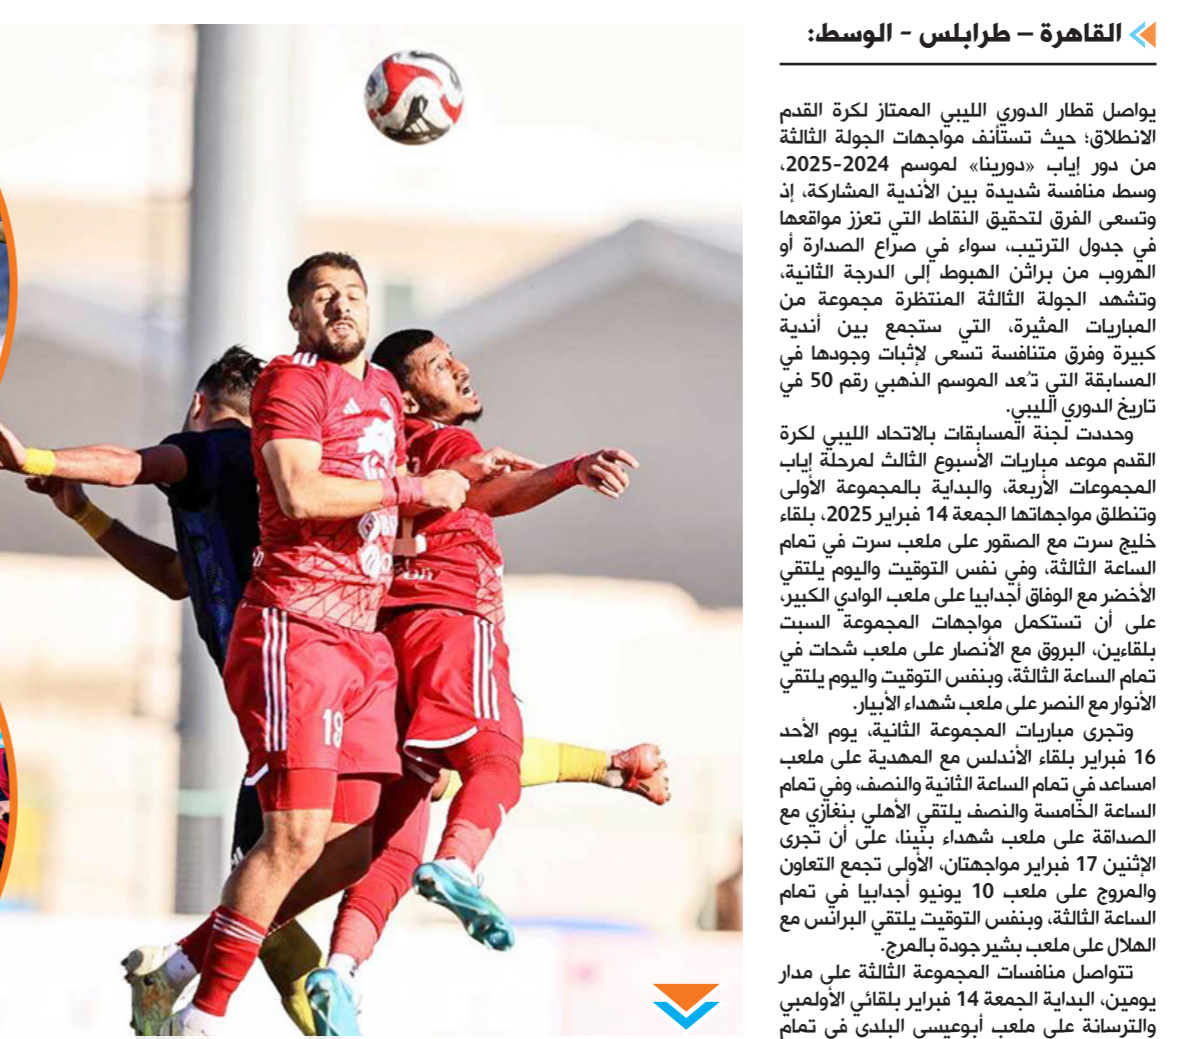 القاهرة – طرابلس - الوسط:
يواصل قطار الدوري الليبي الممتاز لكرة القدم
الانطلاق؛ حيث تستأنف مواجهات الجولة الثالثة
من دور إياب «دورينا» لموسم 2024-2025،
وسط منافسة شديدة بين الأندية المشاركة، إذ
وتسعى الفرق لتحقيق النقاط التي تعزز مواقعها
في جدول الترتيب، سواء في صراع الصدارة أو
الهروب من براثن الهبوط إلى الدرجة الثانية،
وتشهد الجولة الثالثة المنتظرة مجموعة من
المباريات المثيرة، التي ستجمع بين أندية
كبيرة وفرق متنافسة تسعى لإثبات وجودها في
المسابقة التي تُعد الموسم الذهبي رقم 50 في
تاريخ الدوري الليبي.
وحددت لجنة المسابقات بالاتحاد الليبي لكرة
القدم موعد مباريات الأسبوع الثالث لمرحلة إياب
المجموعات الأربعة، والبداية بالمجموعة الأولى
وتنطلق مواجهاتها الجمعة 14 فبراير 2025، بلقاء
خليج سرت مع الصقور على ملعب سرت في تمام
الساعة الثالثة، وفي نفس التوقيت واليوم يلتقي
الأخضر مع الوفاق أجدابيا على ملعب الوادي الكبير،
على أن تستكمل مواجهات المجموعة السبت
بلقاءين، البروق مع الأنصار على ملعب شحات في
تمام الساعة الثالثة، وبنفس التوقيت واليوم يلتقي
الأنوار مع النصر على ملعب شهداء الأبيار.
وتجرى مباريات المجموعة الثانية، يوم الأحد
16 فبراير بلقاء الأندلس مع المهدية على ملعب
امساعد في تمام الساعة الثانية والنصف، وفي تمام
الساعة الخامسة والنصف يلتقي الأهلي بنغازي مع
الصداقة على ملعب شهداء بنينا، على أن تجرى
الإثنين 17 فبراير مواجهتان، الأولى تجمع التعاون
والمروج على ملعب 10 يونيو أجدابيا في تمام
الساعة الثالثة، وبنفس التوقيت يلتقي البرانس مع
الهلال على ملعب بشير جودة بالمرج.
تتواصل منافسات المجموعة الثالثة على مدار
يومين، البداية الجمعة 14 فبراير بلقائي الأولمبي
والترسانة على ملعب أبوعيسى البلدي في تمام
19